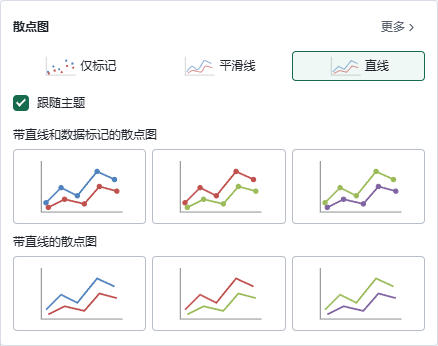 散点图 更多
仅标记 平滑线 直线
跟随主题
带直线和数据标记的散点图
带直线的散点图